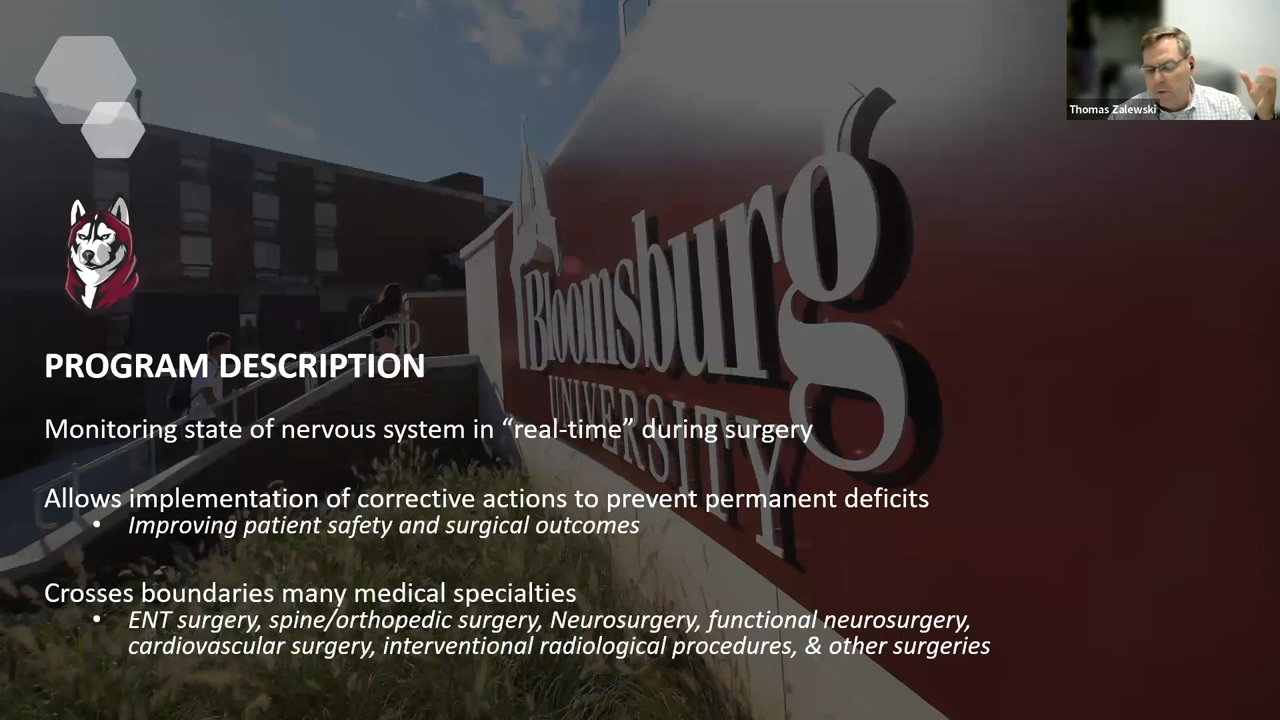 Thomas Zalewski
Bloomsburg
UNIVERSITY
PROGRAM DESCRIPTION
Monitoring state of nervous system in “real-time” during surgery
Allows implementation of corrective actions to prevent permanent deficits
• Improving patient safety and surgical outcomes
Crosses boundaries many medical specialties
• ENT surgery, spine/orthopedic surgery, Neurosurgery, functional neurosurgery,
cardiovascular surgery, interventional radiological procedures, & other surgeries